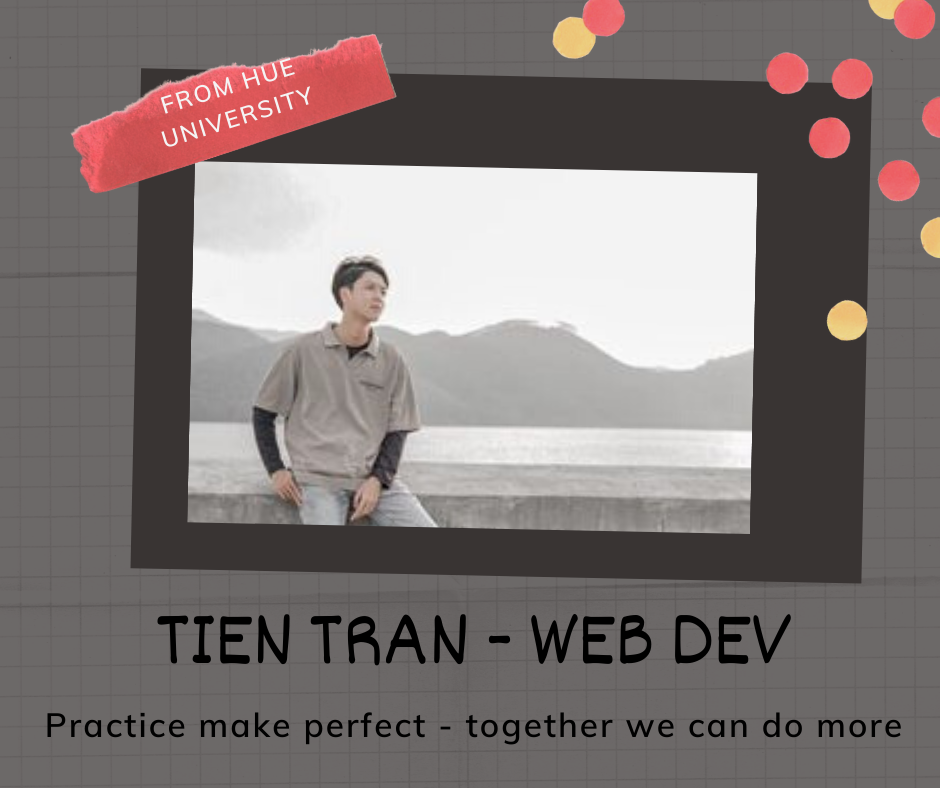 FROM HUE
UNIVERSITY
TIEN TRAN - WEB DEV
Practice make perfect - together we can do more